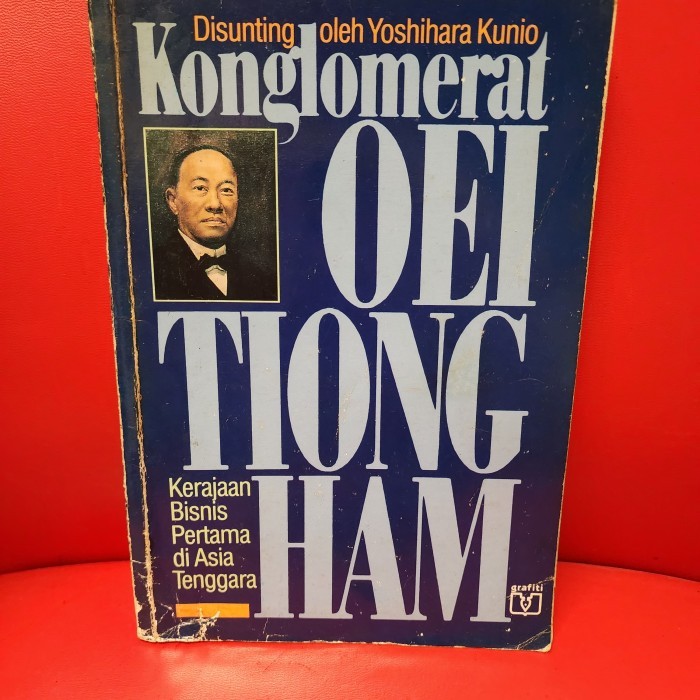 Disunting oleh Yoshihara Kunio
Konglomerat
OEI
TIONG
HAM
Kerajaan
Bisnis
Pertama
di Asia
Tenggara
grafiti